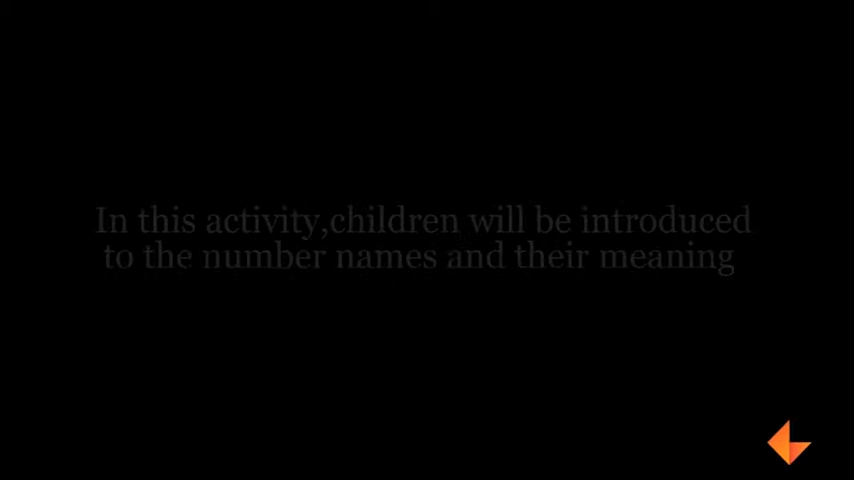 In this activity,children will be introduced
to the number names and their meaning